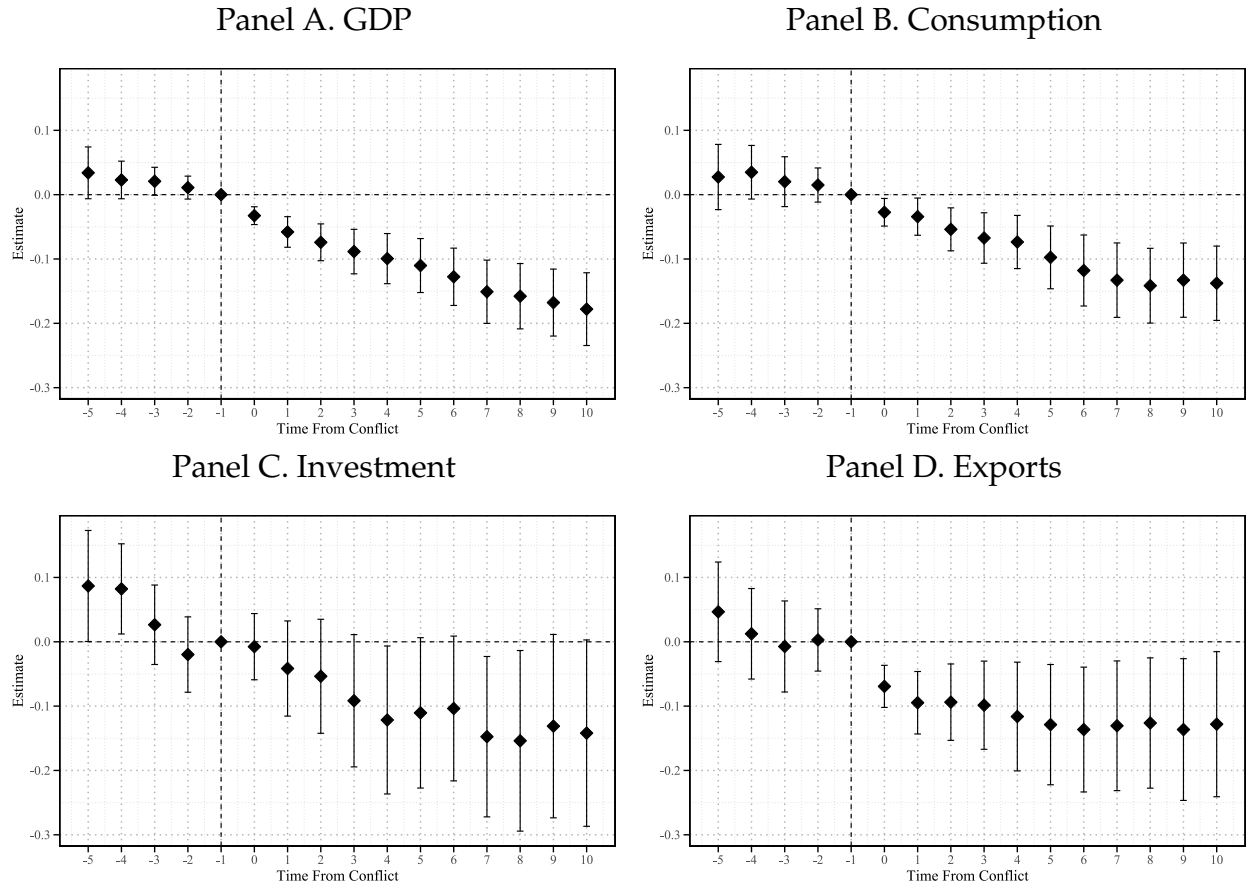 Panel A. GDP
Estimate
0.1
0.0
-0.1
-0.2
-0.3
-5 -4 -3 -2 -1 0 1 2 3 4 5 6 7 8 9 10
Time From Conflict
Panel B. Consumption
Estimate
0.1
0.0
-0.1
-0.2
-0.3
-5 -4 -3 -2 -1 0 1 2 3 4 5 6 7 8 9 10
Time From Conflict
Panel C. Investment
Estimate
0.1
0.0
-0.1
-0.2
-0.3
-5 -4 -3 -2 -1 0 1 2 3 4 5 6 7 8 9 10
Time From Conflict
Panel D. Exports
Estimate
0.1
0.0
-0.1
-0.2
-0.3
-5 -4 -3 -2 -1 0 1 2 3 4 5 6 7 8 9 10
Time From Conflict